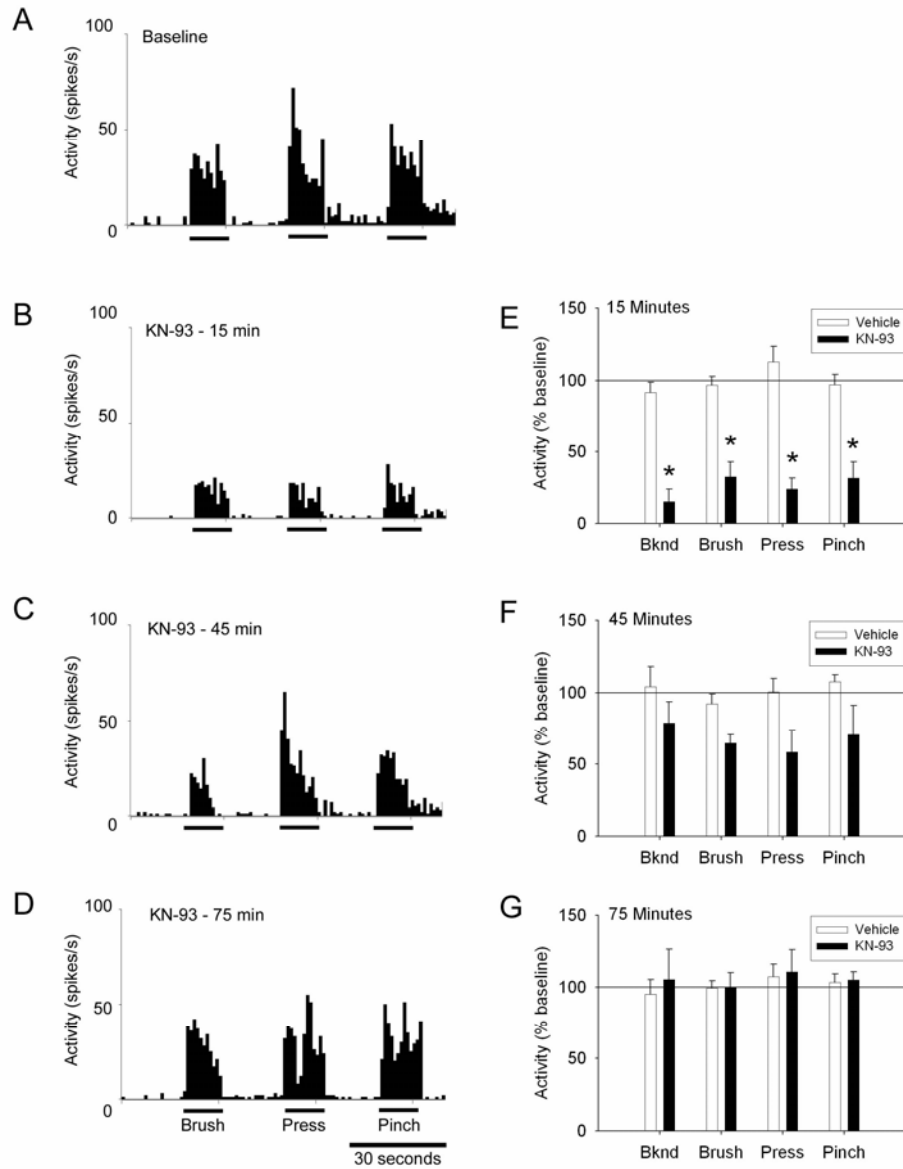 A
Baseline
Activity (spikes/s)
100
50
0
B
KN-93 - 15 min
Activity (spikes/s)
100
50
0
C
KN-93 - 45 min
Activity (spikes/s)
100
50
0
D
KN-93 - 75 min
Activity (spikes/s)
100
50
0
Brush Press Pinch
30 seconds
E
15 Minutes
Vehicle
KN-93
Activity (% baseline)
150
100
50
0
* * * *
Bknd Brush Press Pinch
F
45 Minutes
Vehicle
KN-93
Activity (% baseline)
150
100
50
0
Bknd Brush Press Pinch
G
75 Minutes
Vehicle
KN-93
Activity (% baseline)
150
100
50
0
Bknd Brush Press Pinch